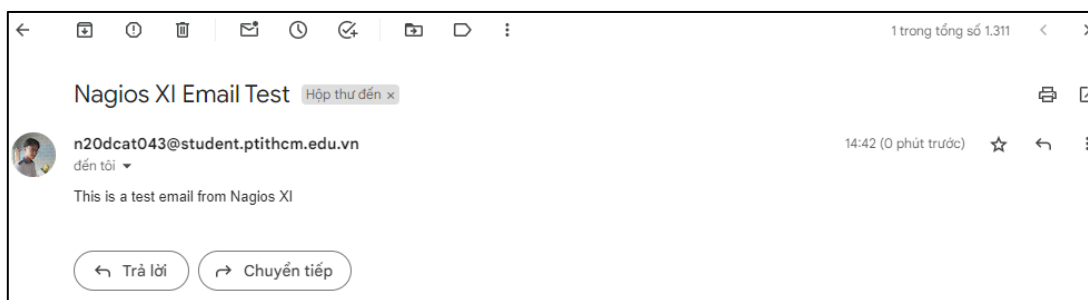 1 trong tổng số 1.311
Nagios XI Email Test Hộp thư đến ×
n20dcat043@student.ptithcm.edu.vn 14:42 (0 phút trước)
đến tôi
This is a test email from Nagios XI
Trả lời Chuyển tiếp